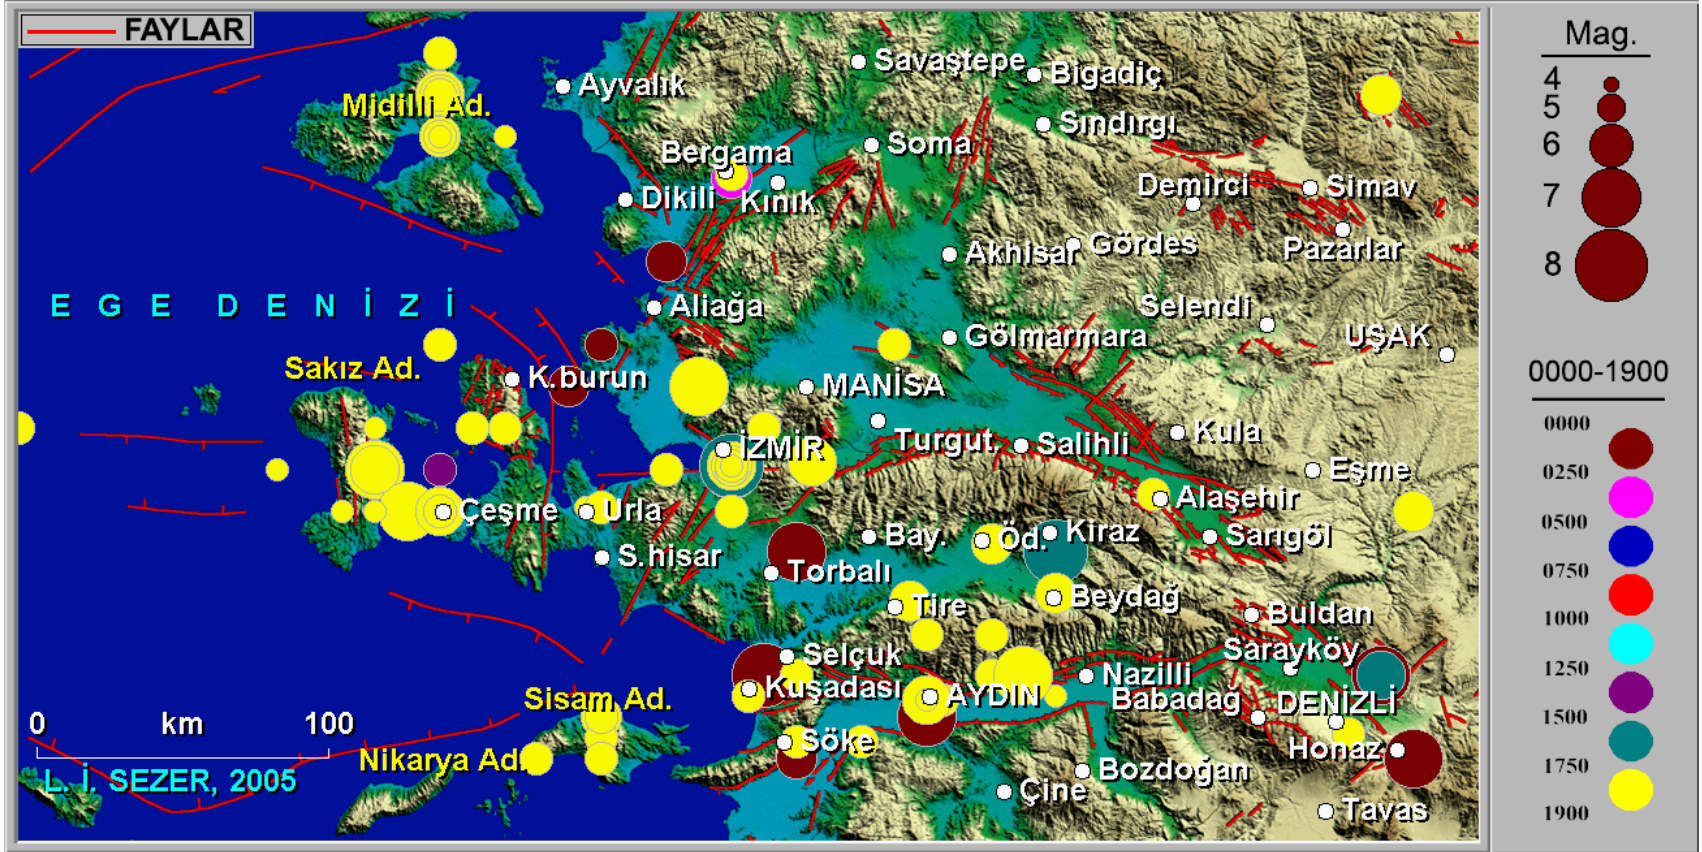 FAYLAR
Mag.
4
5
6
7
8
0000-1900
0000
0250
0500
0750
1000
1250
1500
1750
1900
Savaştepe
Bigadiç
Ayvalık
Midilli Ad.
Sındırgı
Soma
Bergama
Demirci
Simav
Dikili
Kınık
Akhisar
Gördes
Pazarlar
EGE DENİZİ
Aliağa
Selendi
Gölmarmara
UŞAK
Sakız Ad.
K.burun
MANİSA
İZMİR
Turgut.
Salihli
Kula
Eşme
Çeşme
Urla
Alaşehir
S.hisar
Bay.
Öd.
Kiraz
Sarıgöl
Torbalı
Tire
Beydağ
Buldan
Selçuk
Sarayköy
Kuşadası
AYDIN
Nazilli
Babadağ
DENİZLİ
Sisam Ad.
0 km 100
Söke
Honaz
Nikarya Ad.
Bozdoğan
L. İ. SEZER, 2005
Çine
Tavas